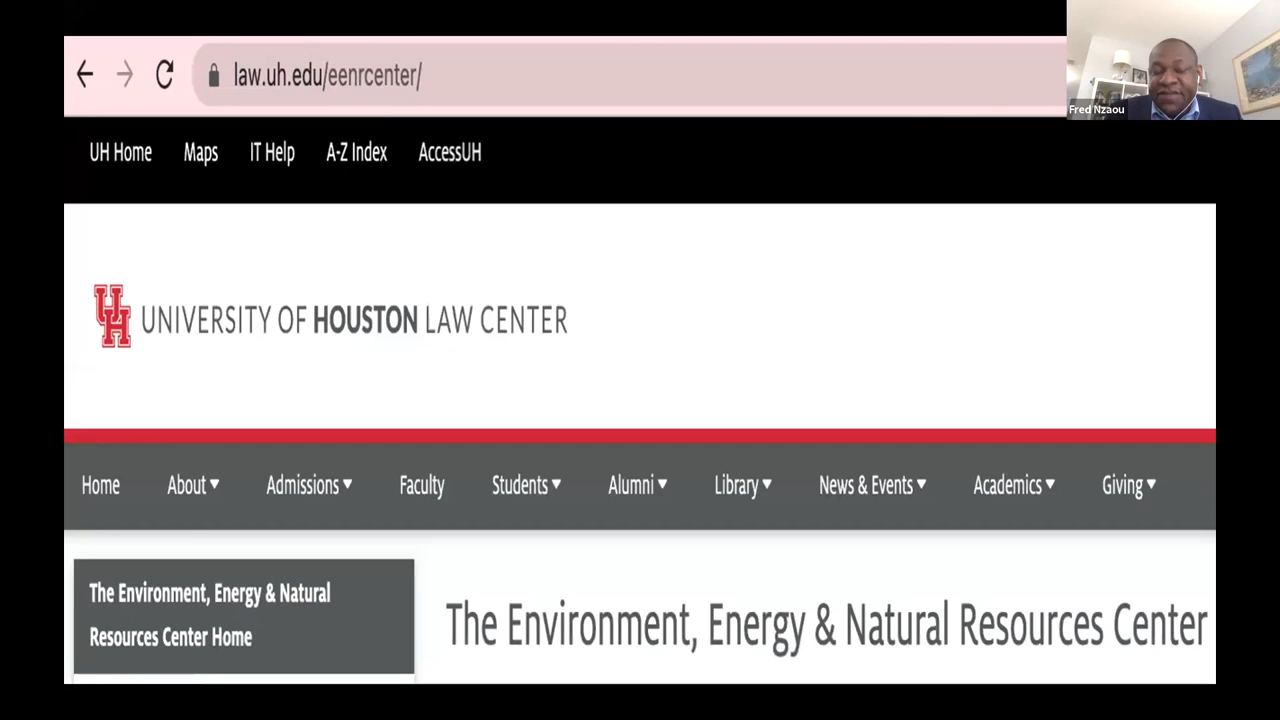 law.uh.edu/eenrcenter/
Fred Nzaou
UH Home Maps IT Help A-Z Index AccessUH
UH UNIVERSITY OF HOUSTON LAW CENTER
Home About Admissions Faculty Students Alumni Library News & Events Academics Giving
The Environment, Energy & Natural
Resources Center Home
The Environment, Energy & Natural Resources Center